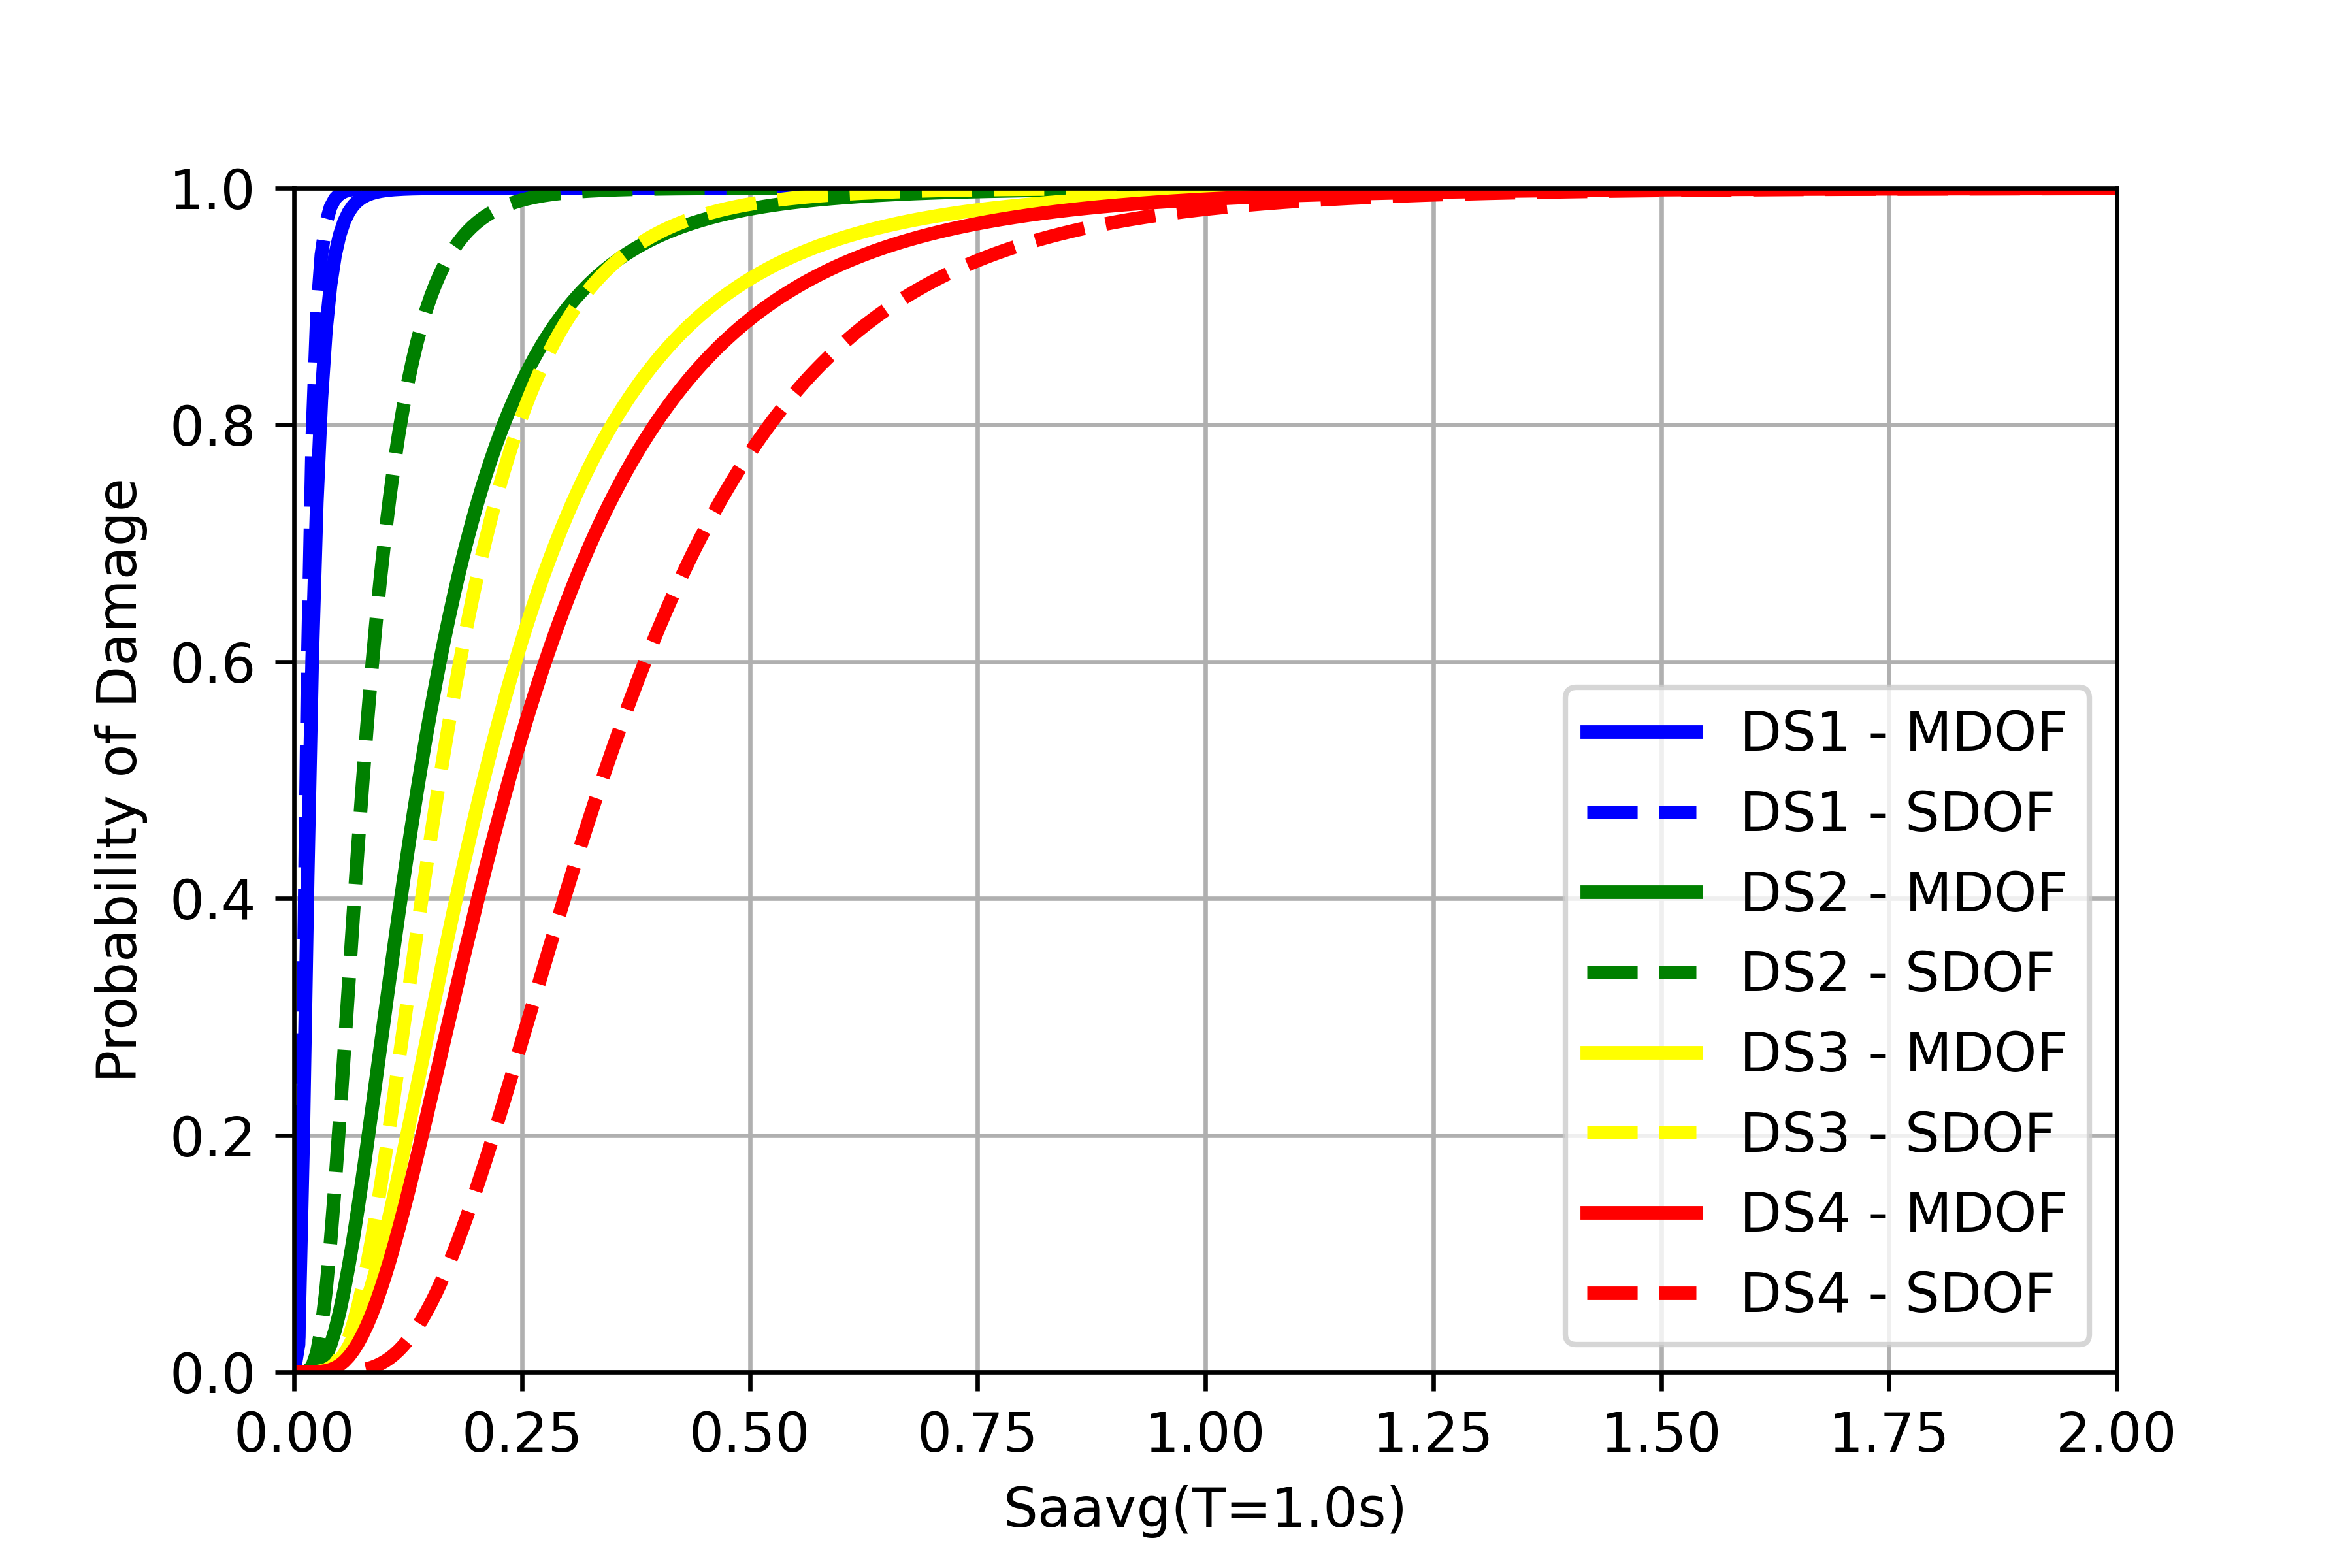 1.0
0.8
0.6
0.4
0.2
0.0
Probability of Damage
DS1 - MDOF
DS1 - SDOF
DS2 - MDOF
DS2 - SDOF
DS3 - MDOF
DS3 - SDOF
DS4 - MDOF
DS4 - SDOF
0.00 0.25 0.50 0.75 1.00 1.25 1.50 1.75 2.00
Saavg(T=1.0s)